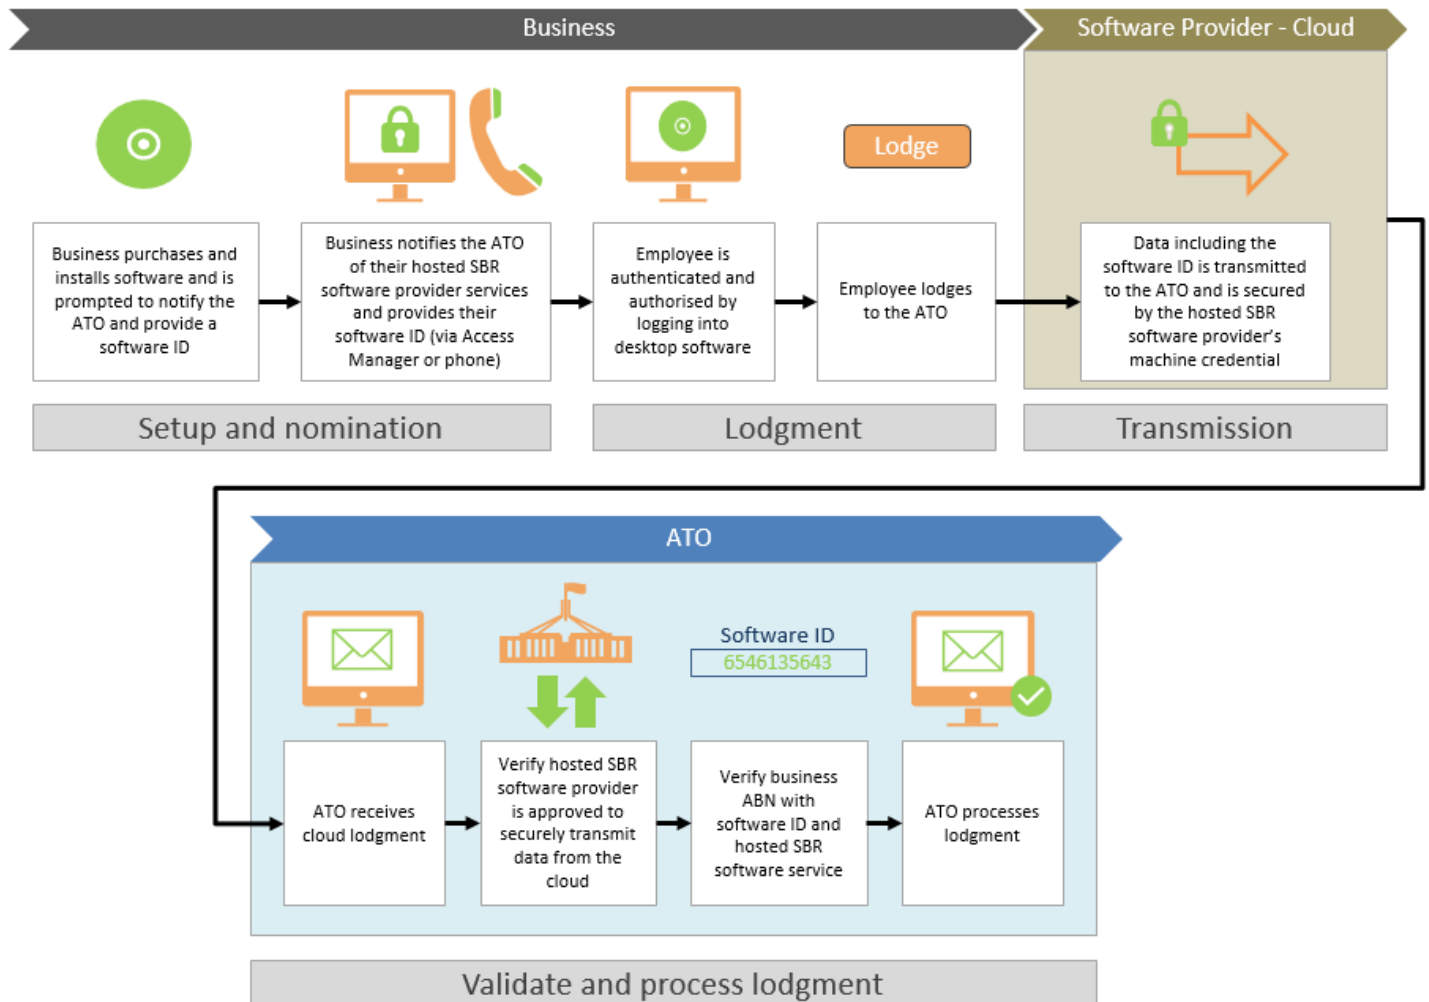 Business
Software Provider - Cloud
Lodge
Business purchases and
installs software and is
prompted to notify the
ATO and provide a
software ID
Business notifies the ATO
of their hosted SBR
software provider services
and provides their
software ID (via Access
Manager or phone)
Employee is
authenticated and
authorised by
logging into
desktop software
Employee lodges
to the ATO
Data including the
software ID is transmitted
to the ATO and is secured
by the hosted SBR
software provider's
machine credential
Setup and nomination
Lodgment
Transmission
ATO
Software ID
6546135643
ATO receives
cloud lodgment
Verify hosted SBR
software provider
is approved to
securely transmit
data from the
cloud
Verify business
ABN with
software ID and
hosted SBR
software service
ATO processes
lodgment
Validate and process lodgment